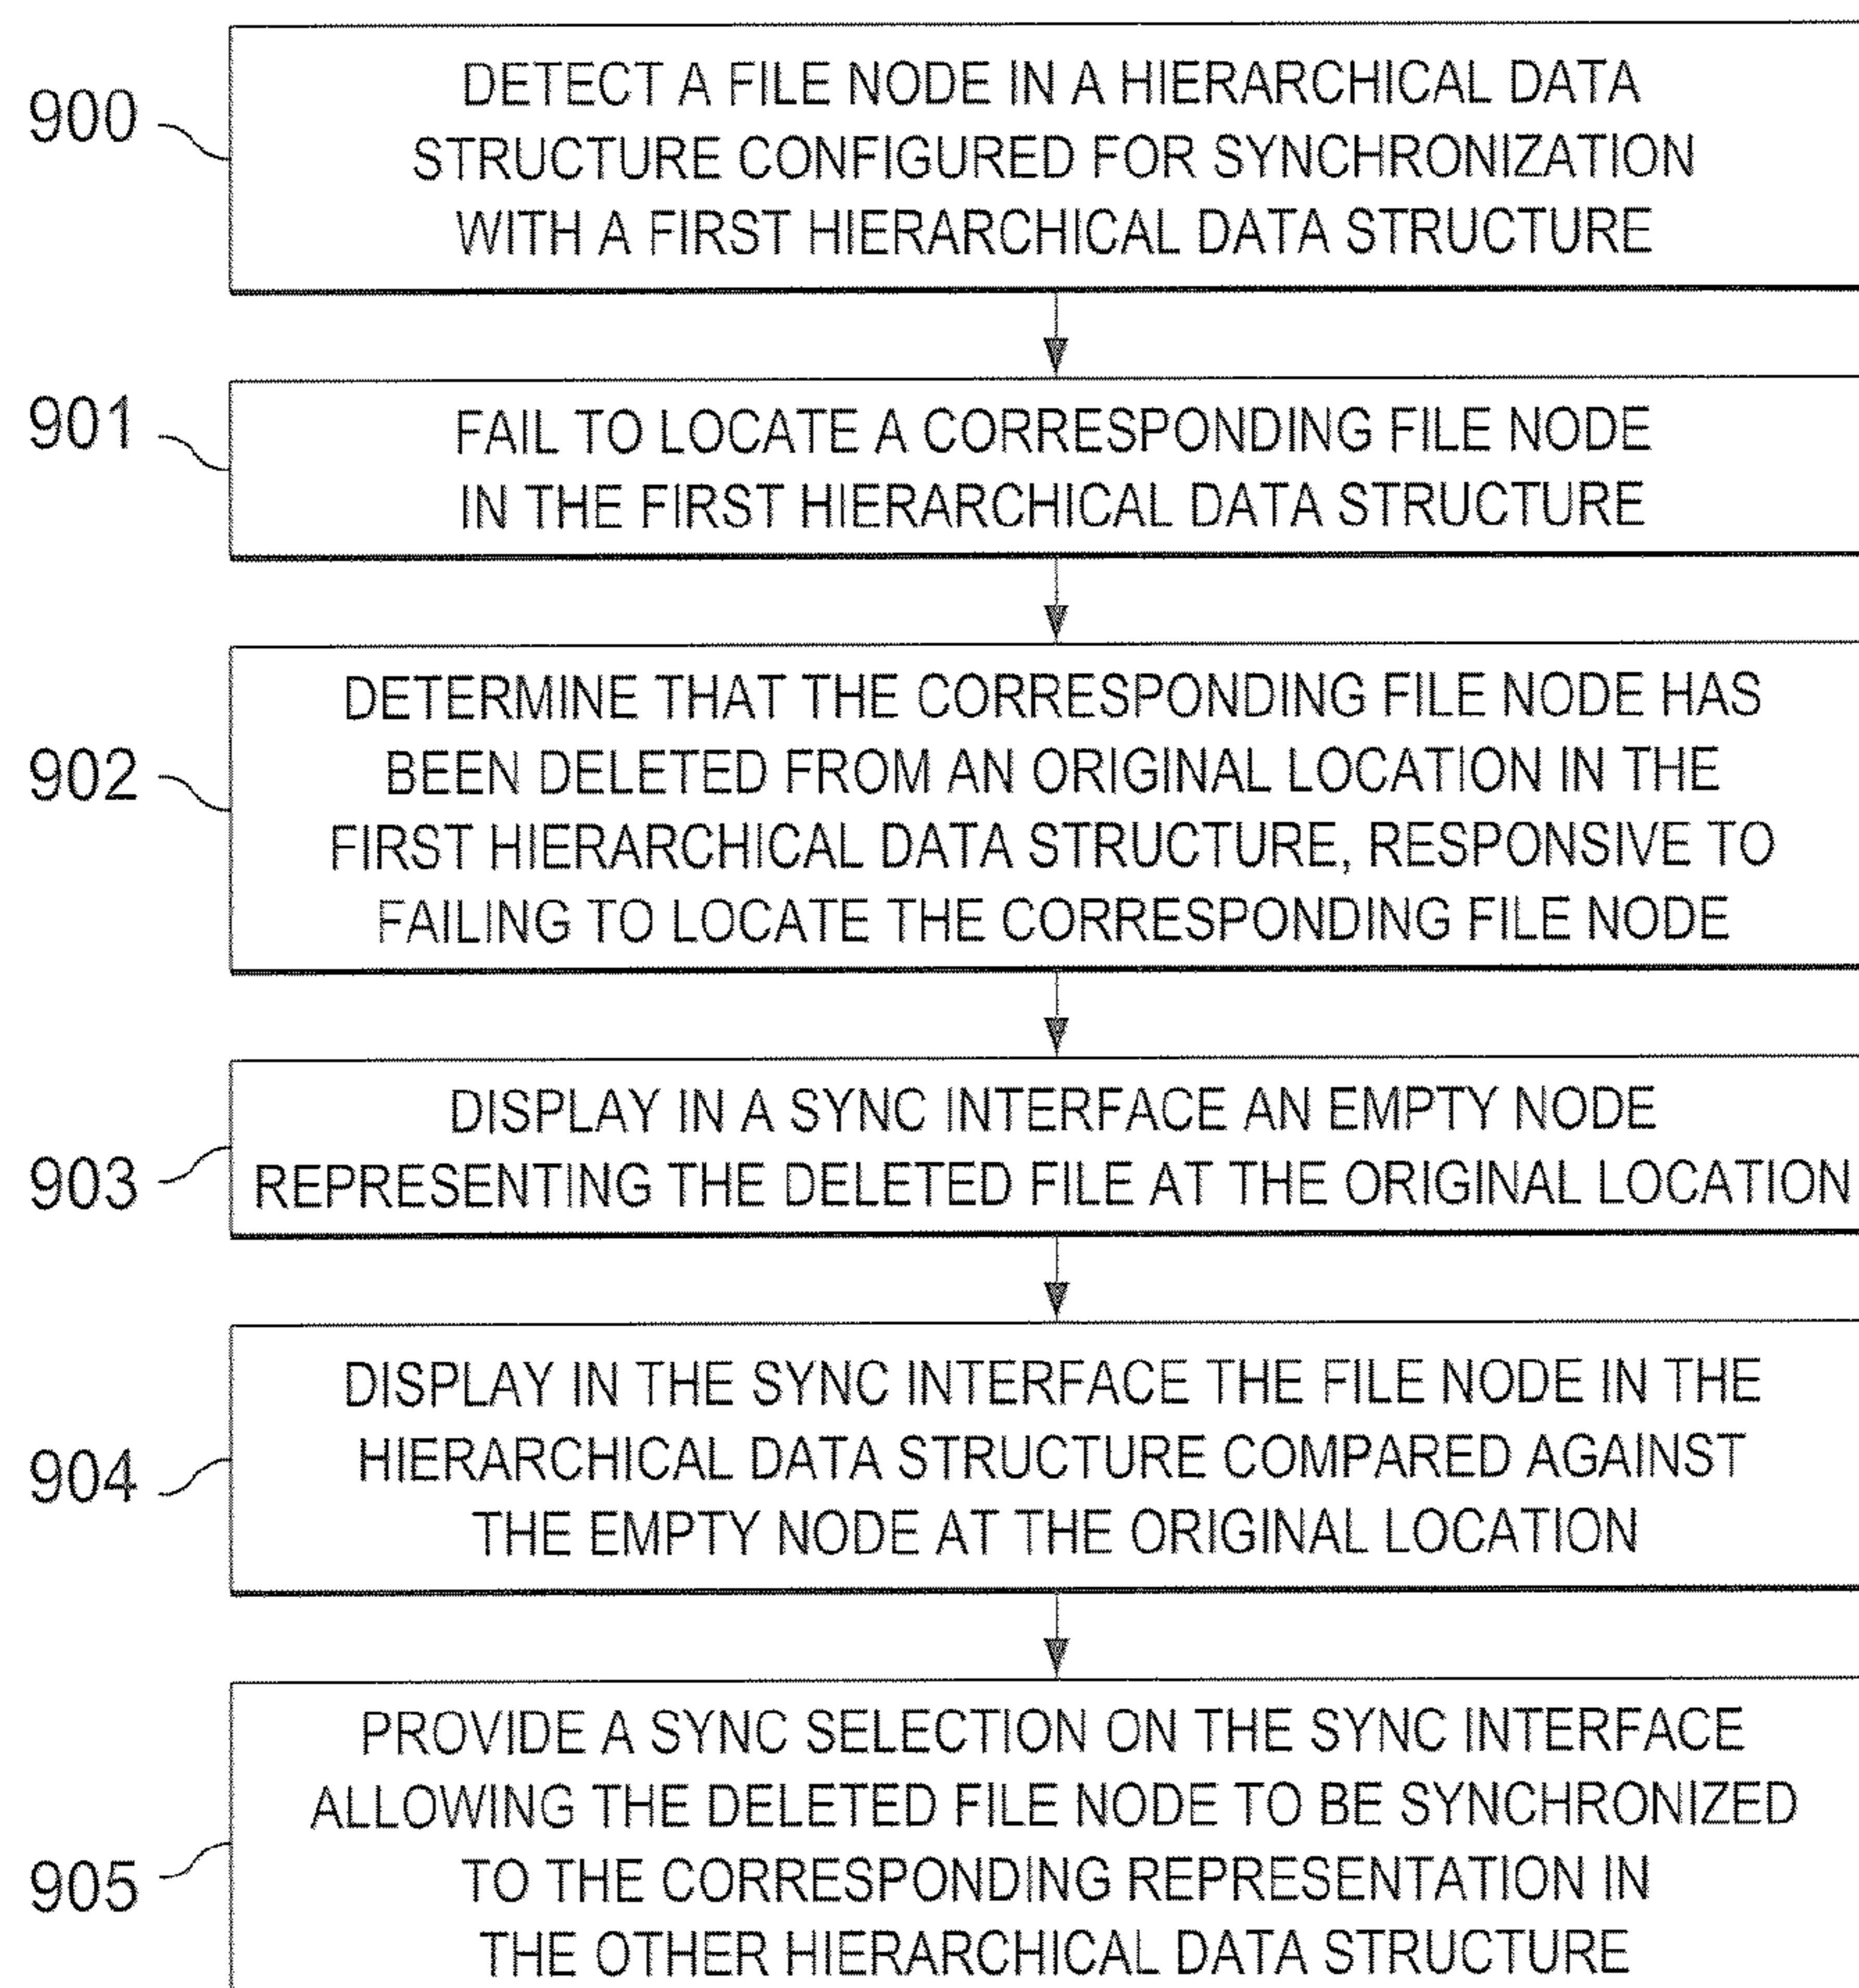 900
DETECT A FILE NODE IN A HIERARCHICAL DATA
STRUCTURE CONFIGURED FOR SYNCHRONIZATION
WITH A FIRST HIERARCHICAL DATA STRUCTURE
901
FAIL TO LOCATE A CORRESPONDING FILE NODE
IN THE FIRST HIERARCHICAL DATA STRUCTURE
902
DETERMINE THAT THE CORRESPONDING FILE NODE HAS
BEEN DELETED FROM AN ORIGINAL LOCATION IN THE
FIRST HIERARCHICAL DATA STRUCTURE, RESPONSIVE TO
FAILING TO LOCATE THE CORRESPONDING FILE NODE
903
DISPLAY IN A SYNC INTERFACE AN EMPTY NODE
REPRESENTING THE DELETED FILE AT THE ORIGINAL LOCATION
904
DISPLAY IN THE SYNC INTERFACE THE FILE NODE IN THE
HIERARCHICAL DATA STRUCTURE COMPARED AGAINST
THE EMPTY NODE AT THE ORIGINAL LOCATION
905
PROVIDE A SYNC SELECTION ON THE SYNC INTERFACE
ALLOWING THE DELETED FILE NODE TO BE SYNCHRONIZED
TO THE CORRESPONDING REPRESENTATION IN
THE OTHER HIERARCHICAL DATA STRUCTURE